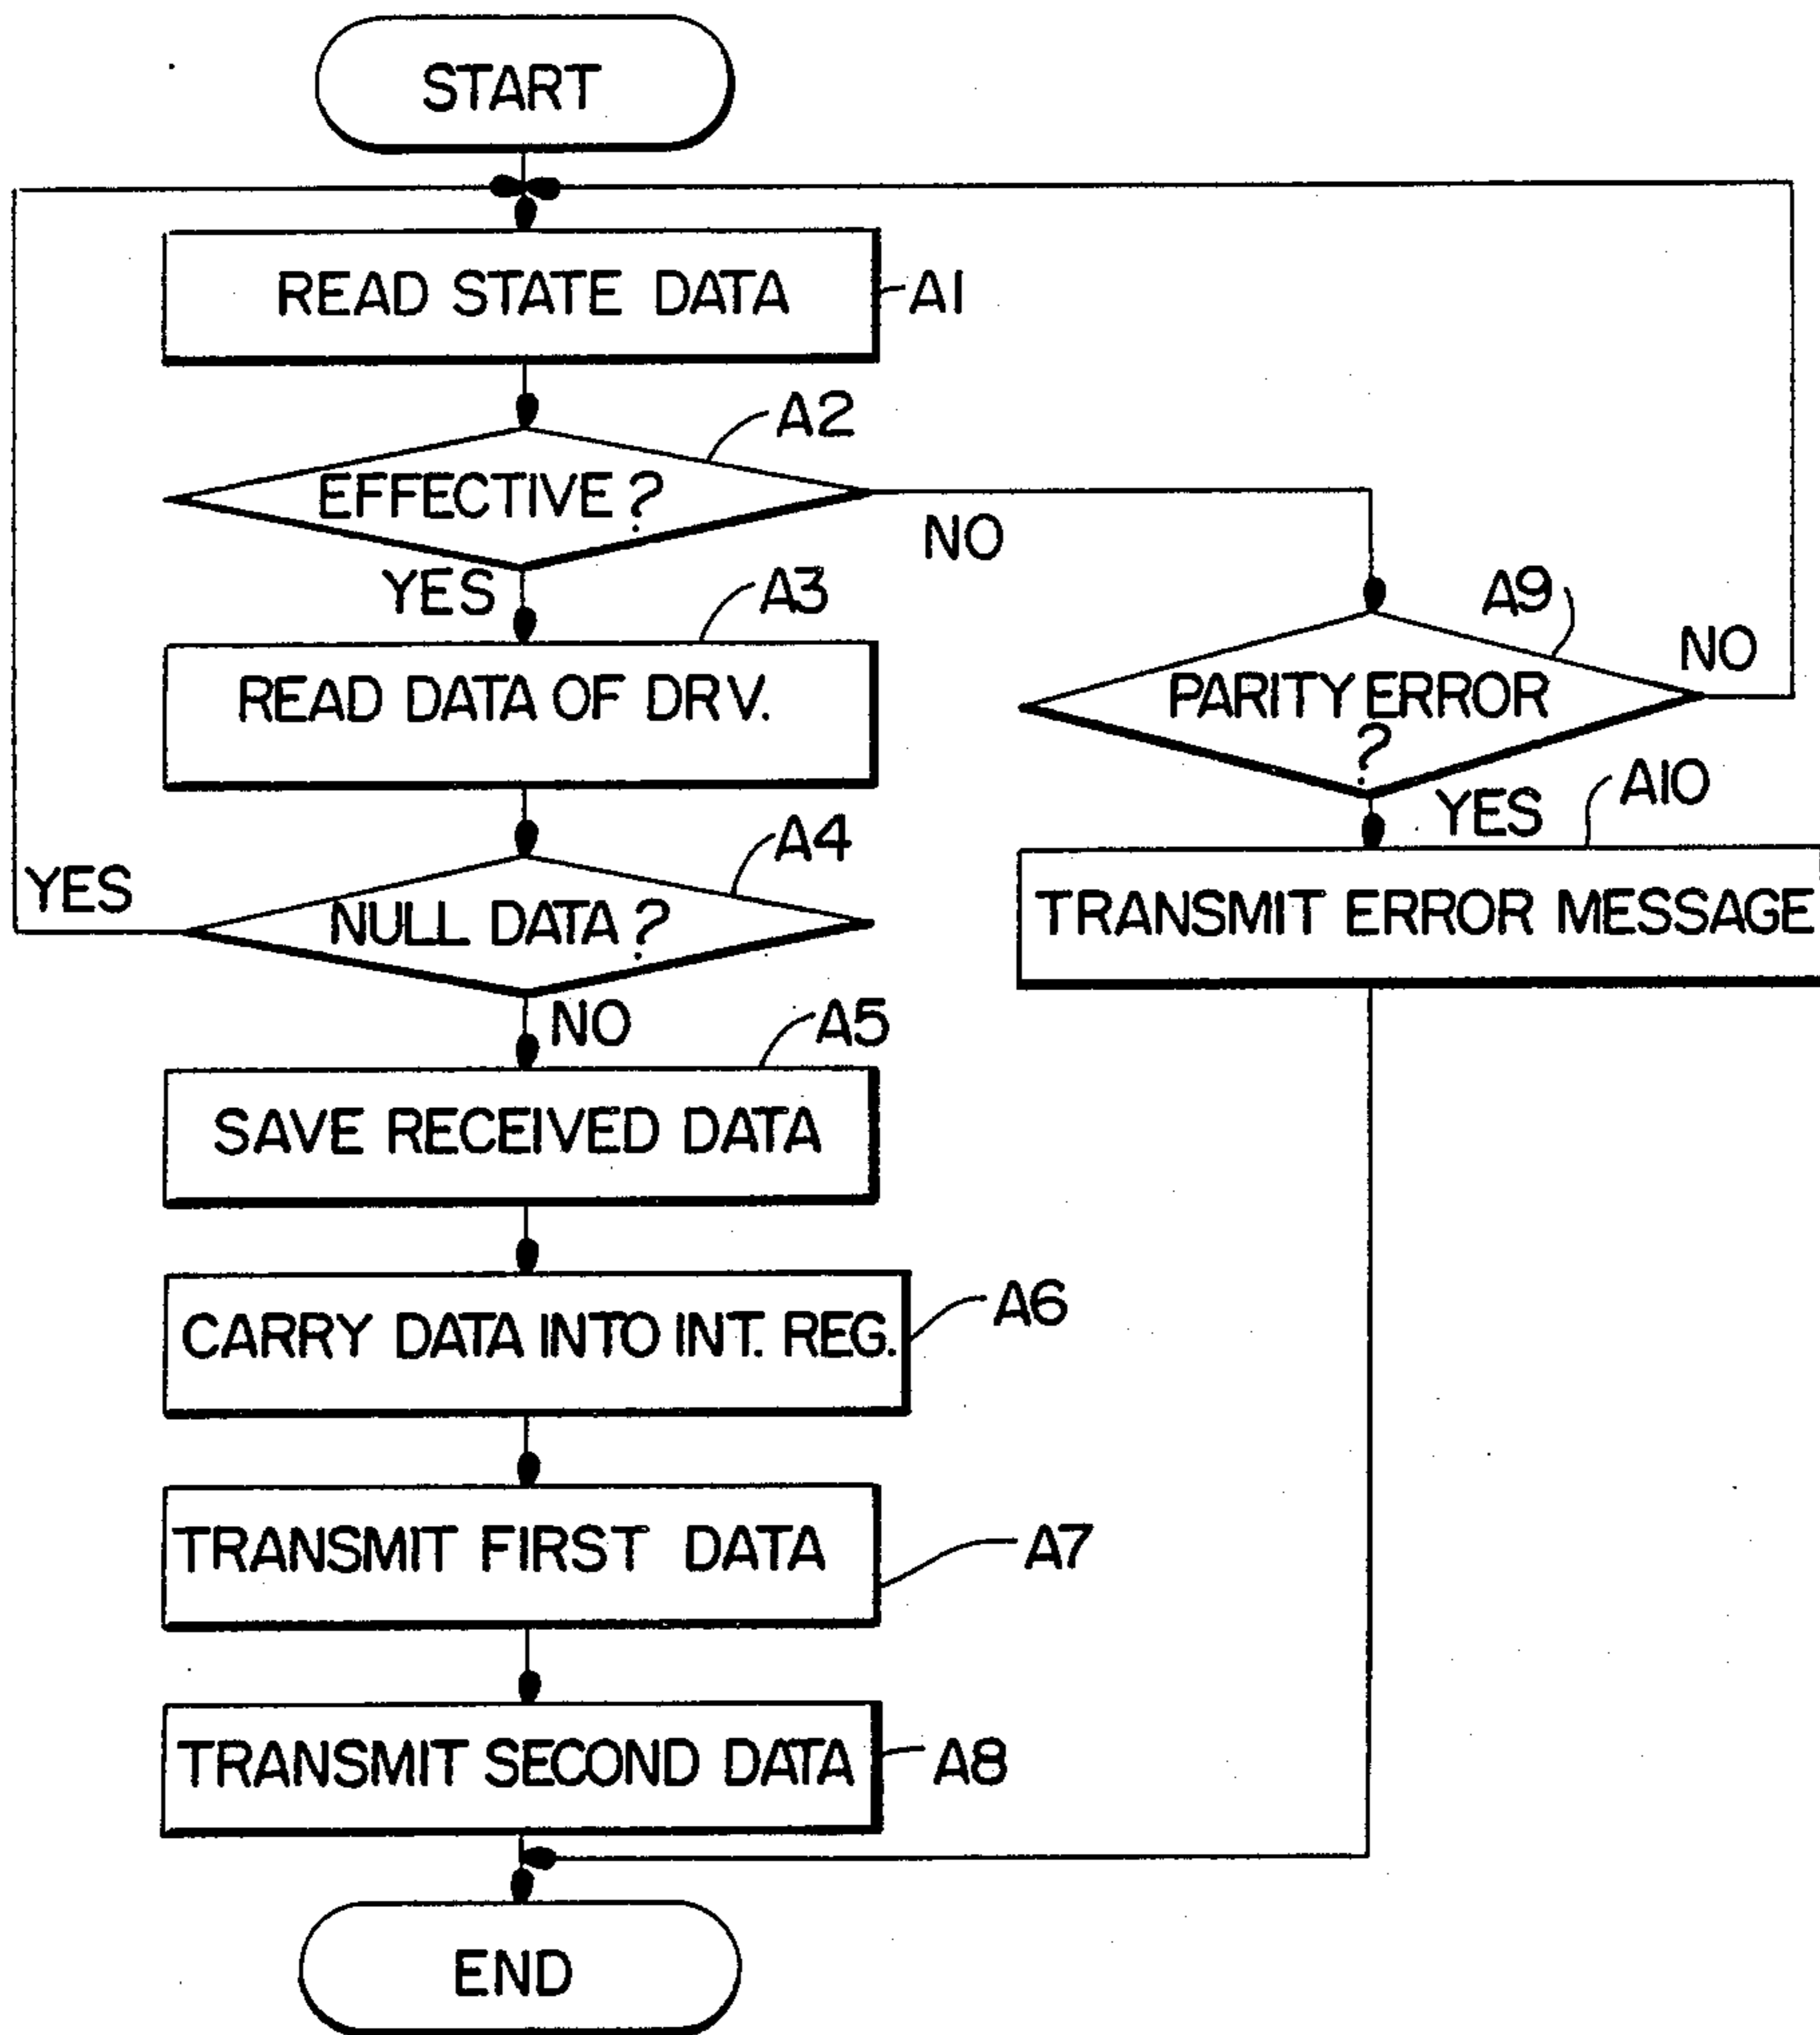 START
READ STATE DATA
A1
A2
EFFECTIVE?
NO
YES
A3
READ DATA OF DRV.
A9
PARITY ERROR
?
NO
YES
A10
TRANSMIT ERROR MESSAGE
A4
NULL DATA?
YES
NO
A5
SAVE RECEIVED DATA
CARRY DATA INTO INT. REG.
A6
TRANSMIT FIRST DATA
A7
TRANSMIT SECOND DATA
A8
END